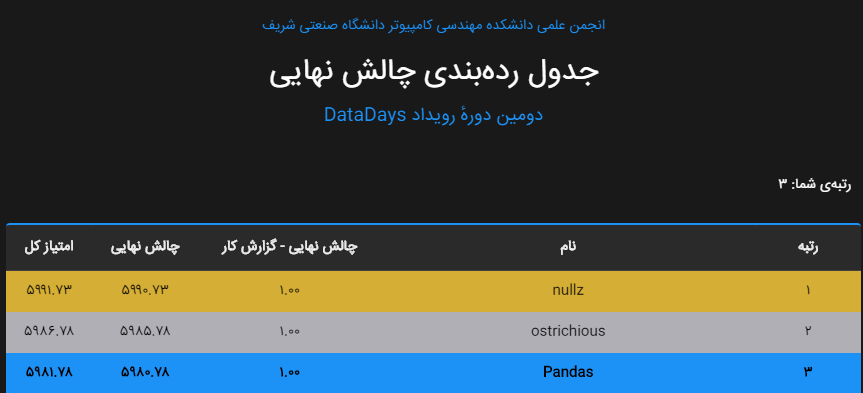 انجمن علمی دانشکده مهندسی کامپیوتر دانشگاه صنعتی شریف
جدول رده‌بندی چالش نهایی
دومین دورهٔ رویداد DataDays
رتبه‌ی شما: ۳
رتبه نام چالش نهایی - گزارش کار چالش نهایی امتیاز کل
۱ nullz ۱.۰۰ ۵۹۹۰.۷۳ ۵۹۹۱.۷۳
۲ ostrichious ۱.۰۰ ۵۹۸۵.۷۸ ۵۹۸۶.۷۸
۳ Pandas ۱.۰۰ ۵۹۸۰.۷۸ ۵۹۸۱.۷۸